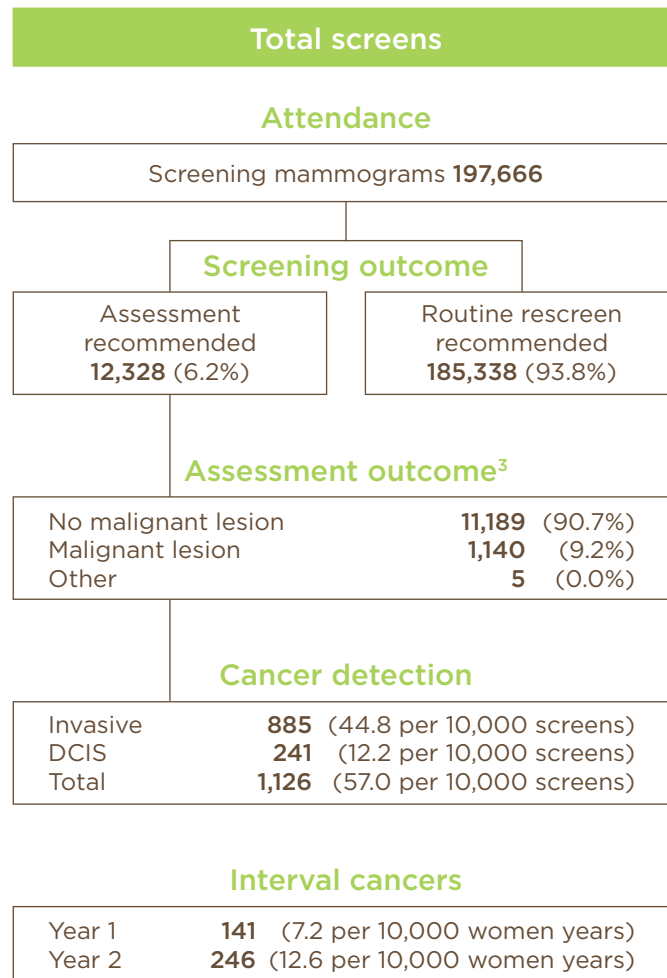 Total screens
Attendance
Screening mammograms 197,666
Screening outcome
Assessment
recommended
12,328 (6.2%)
Routine rescreen
recommended
185,338 (93.8%)
Assessment outcome³
No malignant lesion 11,189 (90.7%)
Malignant lesion 1,140 (9.2%)
Other 5 (0.0%)
Cancer detection
Invasive 885 (44.8 per 10,000 screens)
DCIS 241 (12.2 per 10,000 screens)
Total 1,126 (57.0 per 10,000 screens)
Interval cancers
Year 1 141 (7.2 per 10,000 women years)
Year 2 246 (12.6 per 10,000 women years)